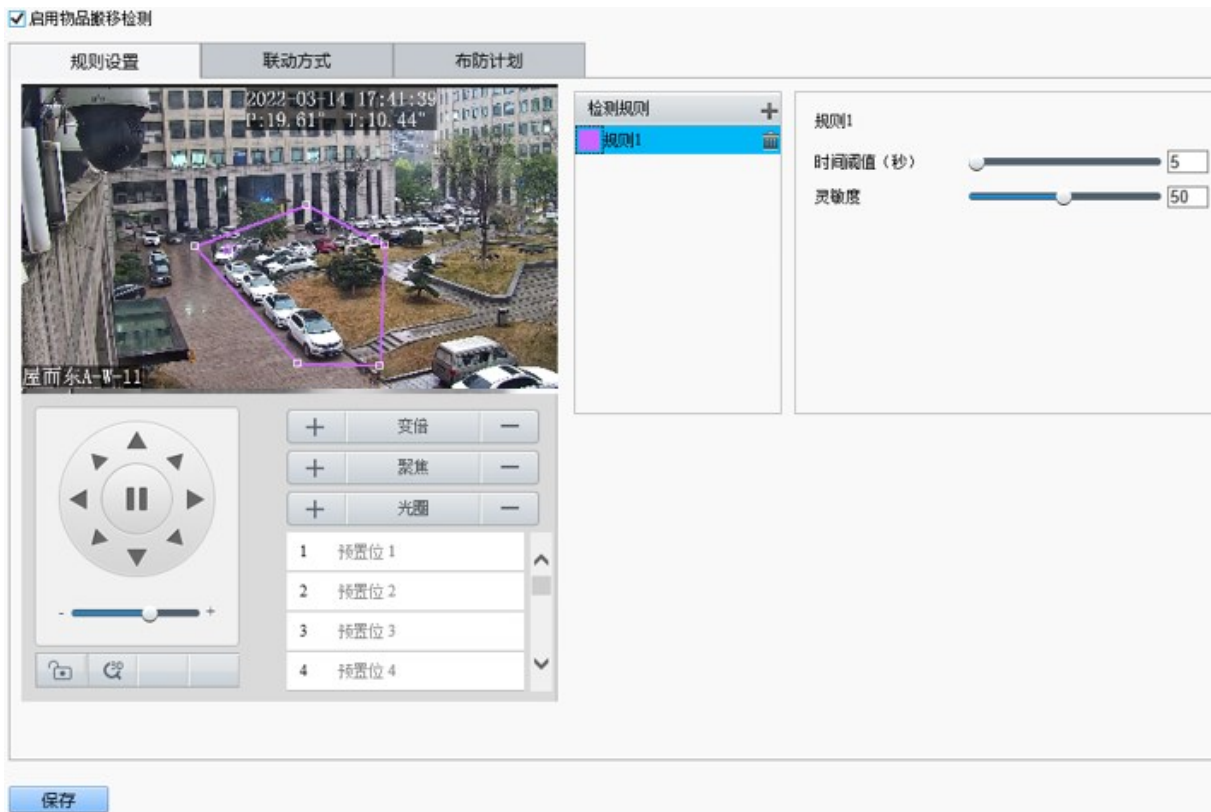 启用物品搬移检测
规则设置 联动方式 布防计划
2022-03-14 17:41:39
P:19.61° T:10.44°
屋而东A-W-11
检测规则
规则1
规则1
时间阈值（秒） 5
灵敏度 50
变倍
聚焦
光圈
1 预置位 1
2 预置位 2
3 预置位 3
4 预置位 4
- +
3D
保存